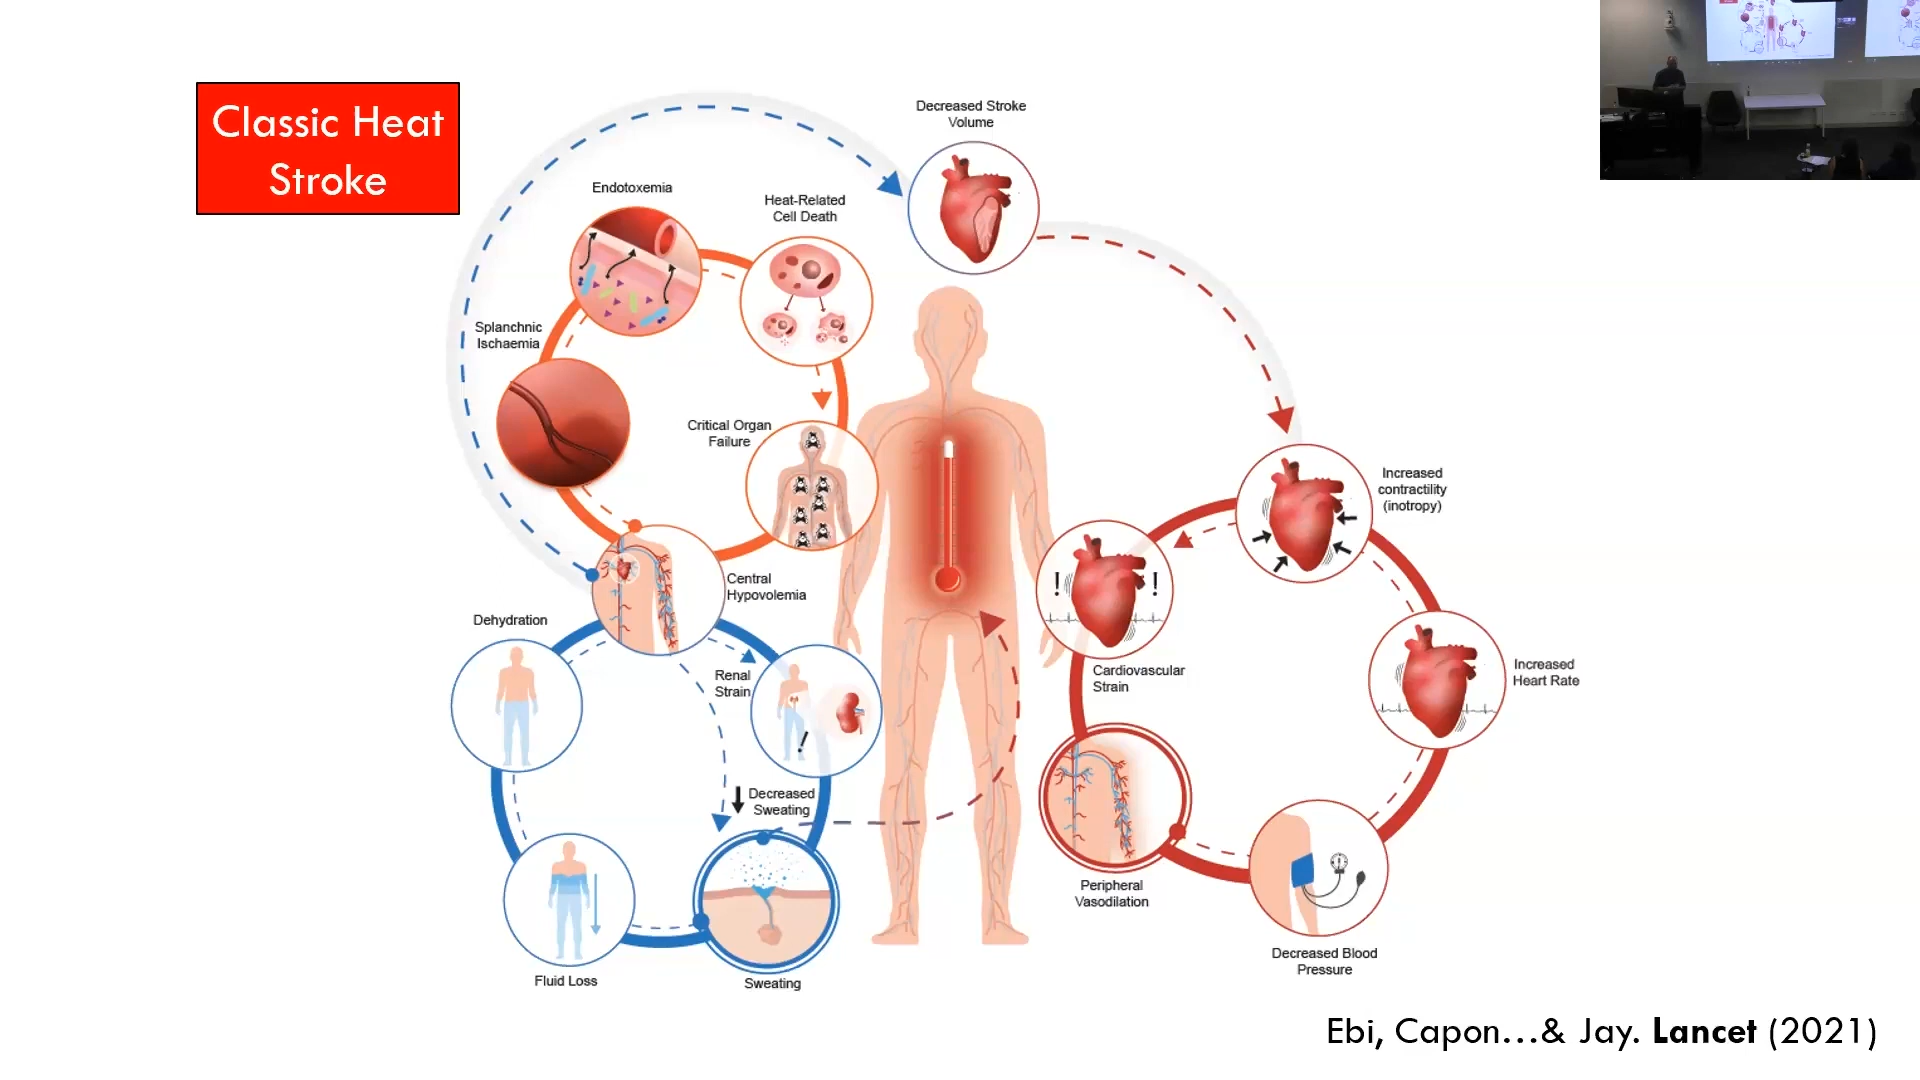 Classic Heat
Stroke
Decreased Stroke
Volume
Endotoxemia
Heat-Related
Cell Death
Splanchnic
Ischaemia
Critical Organ
Failure
Increased
contractility
(inotropy)
Central
Hypovolemia
Dehydration
Renal
Strain
Cardiovascular
Strain
Increased
Heart Rate
Decreased
Sweating
Peripheral
Vasodilation
Decreased Blood
Pressure
Fluid Loss
Sweating
! !
!
Ebi, Capon...& Jay. Lancet (2021)